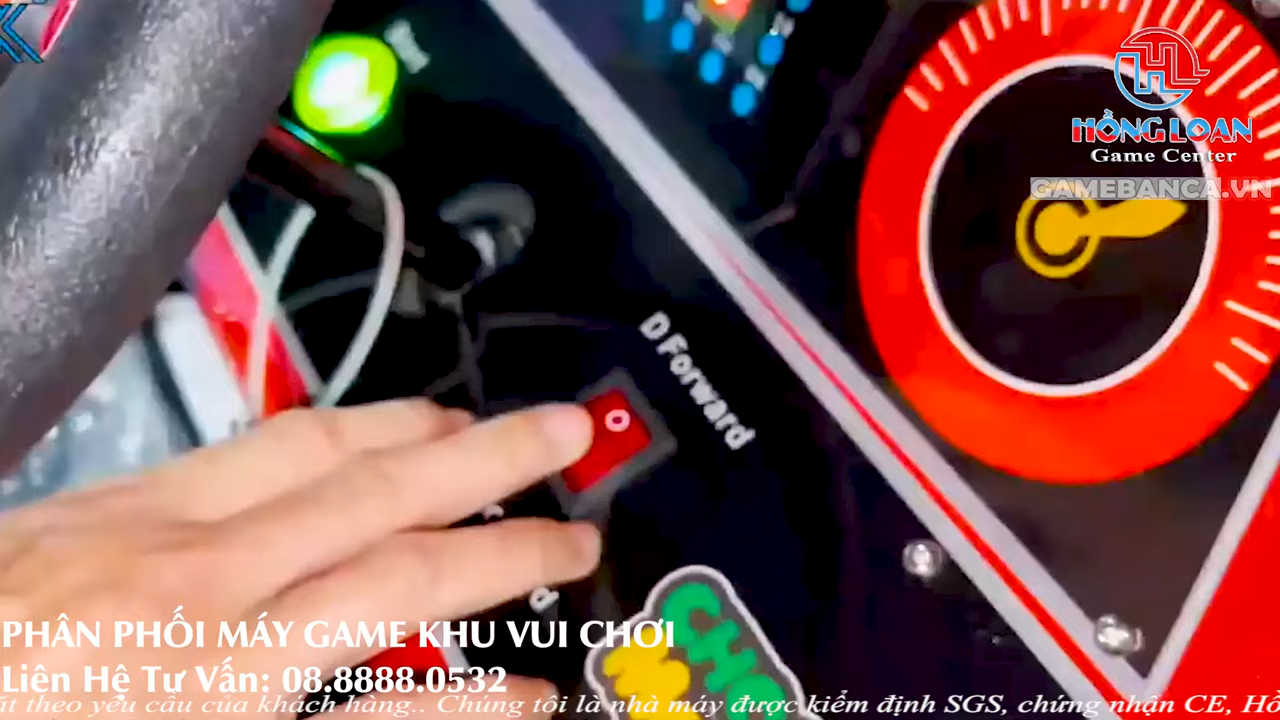 HỒNG LOAN
Game Center
GAMEBANCA.VN
D Forward
O
CHO
PHÂN PHỐI MÁY GAME KHU VUI CHƠI
Liên Hệ Tư Vấn: 08.8888.0532
theo yêu cầu của khách hàng.. Chúng tôi là nhà máy được kiểm định SGS, chứng nhận CE,